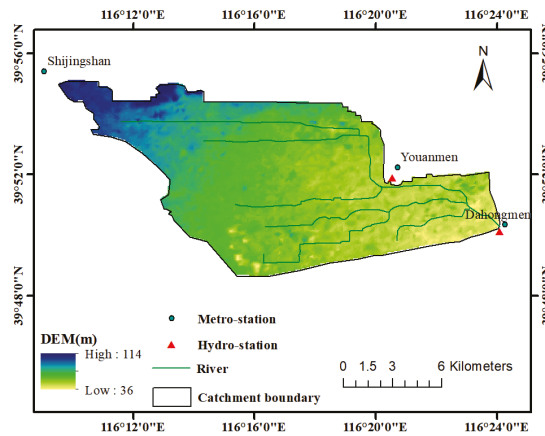 116°12'0"E 116°16'0"E 116°20'0"E 116°24'0"E
39°56'0"N
Shijingshan
N
Youanmen
39°52'0"N
Dahongmen
39°48'0"N
Metro-station
DEM(m)
High : 114
Hydro-station
River
0 1.5 3 6 Kilometers
Low : 36
Catchment boundary
116°12'0"E 116°16'0"E 116°20'0"E 116°24'0"E